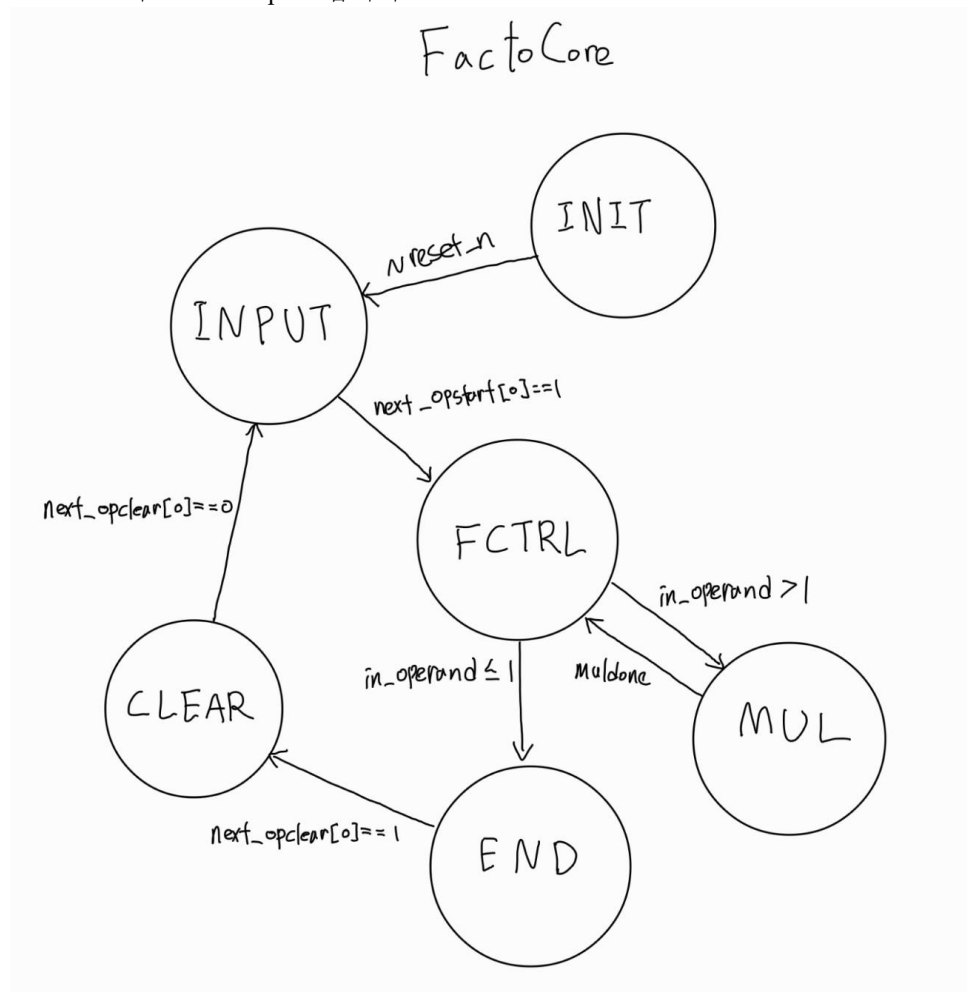 FactoCore
INIT
Nreset_n
INPUT
next_opstart[0]==1
next_opclear[0]==0
FCTRL
in_operand >1
in_operand ≤ 1
Muldone
CLEAR
MUL
next_opclear[0]==1
END